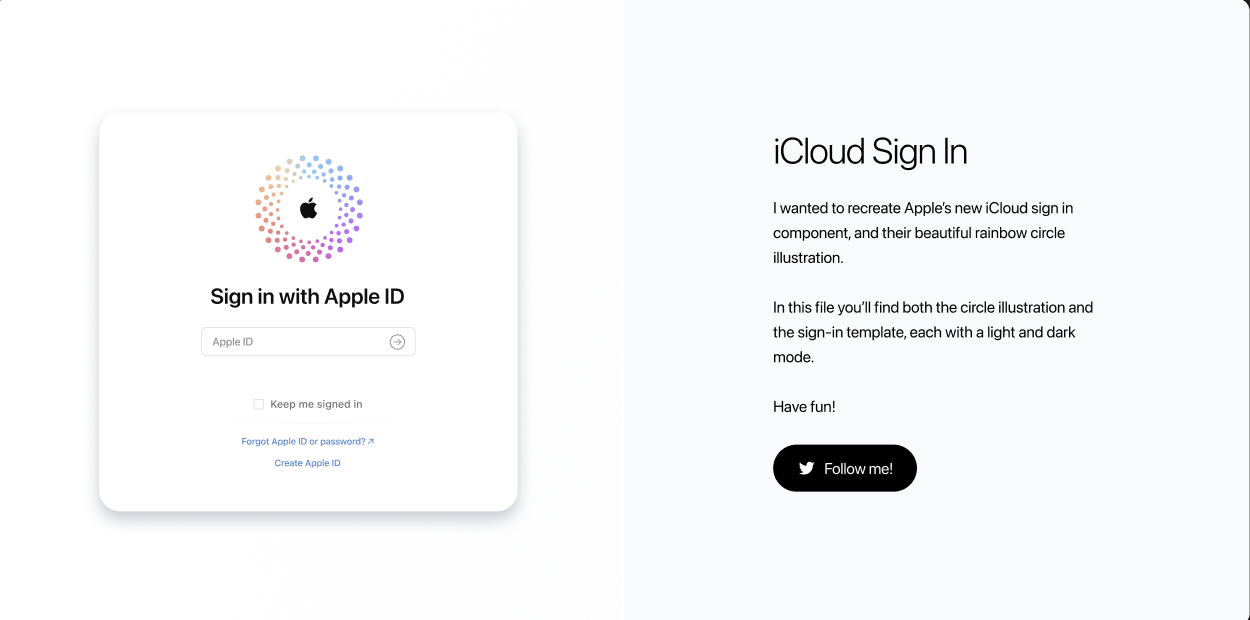 Sign in with Apple ID
Apple ID
Keep me signed in
Forgot Apple ID or password? ↗
Create Apple ID
iCloud Sign In
I wanted to recreate Apple’s new iCloud sign in
component, and their beautiful rainbow circle
illustration.
In this file you’ll find both the circle illustration and
the sign-in template, each with a light and dark
mode.
Have fun!
Follow me!